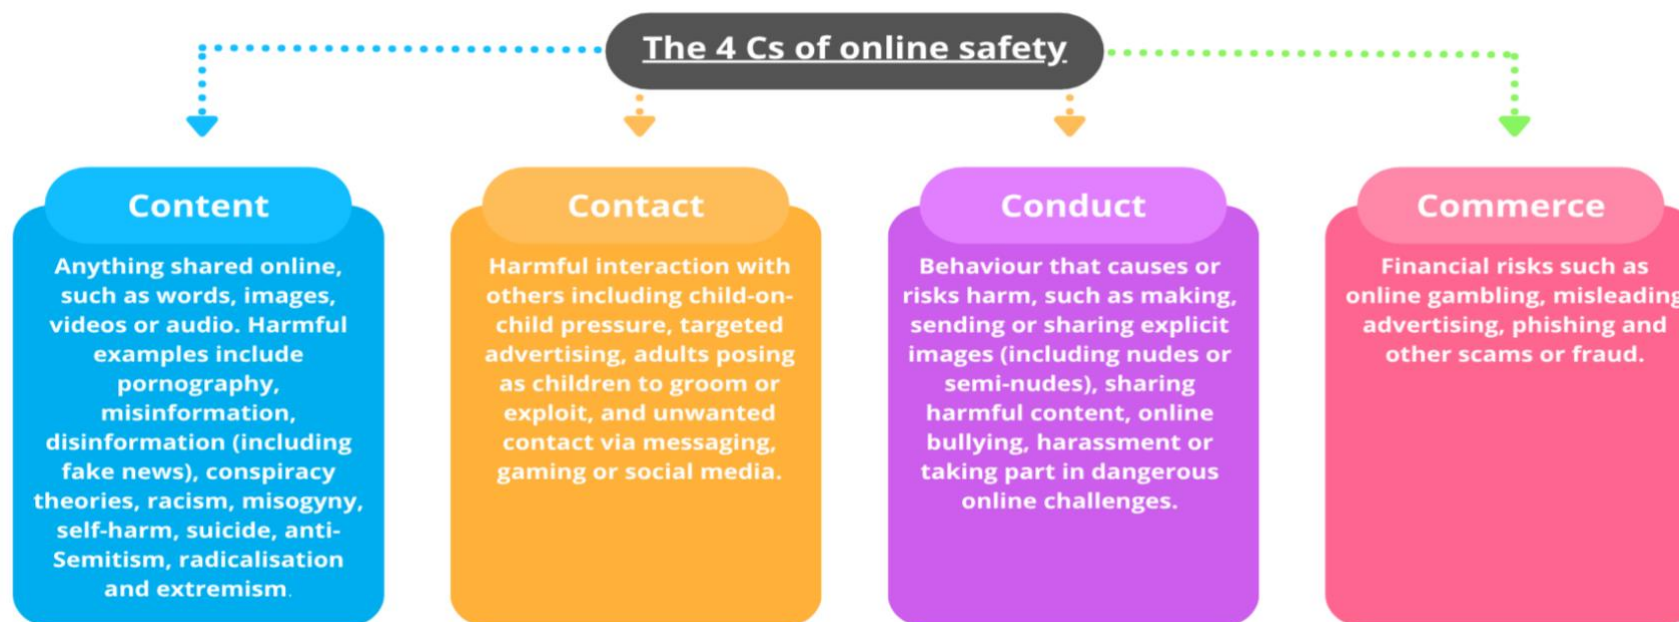 The 4 Cs of online safety
Content
Anything shared online,
such as words, images,
videos or audio. Harmful
examples include
pornography,
misinformation,
disinformation (including
fake news), conspiracy
theories, racism, misogyny,
self-harm, suicide, anti-
Semitism, radicalisation
and extremism.
Contact
Harmful interaction with
others including child-on-
child pressure, targeted
advertising, adults posing
as children to groom or
exploit, and unwanted
contact via messaging,
gaming or social media.
Conduct
Behaviour that causes or
risks harm, such as making,
sending or sharing explicit
images (including nudes or
semi-nudes), sharing
harmful content, online
bullying, harassment or
taking part in dangerous
online challenges.
Commerce
Financial risks such as
online gambling, misleading
advertising, phishing and
other scams or fraud.